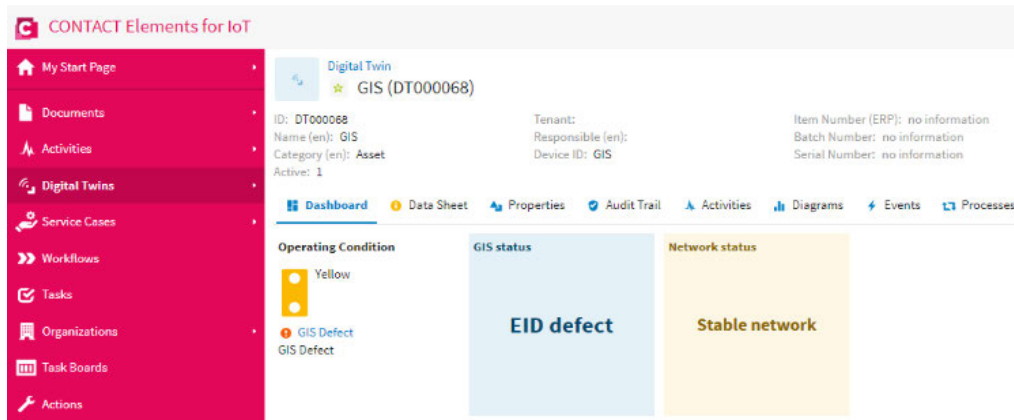 CONTACT Elements for IoT
My Start Page
Documents
Activities
Digital Twins
Service Cases
Workflows
Tasks
Organizations
Task Boards
Actions
Digital Twin
GIS (DT000068)
ID: DT000068
Name (en): GIS
Category (en): Asset
Active: 1
Tenant:
Responsible (en):
Device ID: GIS
Item Number (ERP): no information
Batch Number: no information
Serial Number: no information
Dashboard Data Sheet Properties Audit Trail Activities Diagrams Events Processes
Operating Condition
Yellow
GIS Defect
GIS Defect
GIS status
EID defect
Network status
Stable network